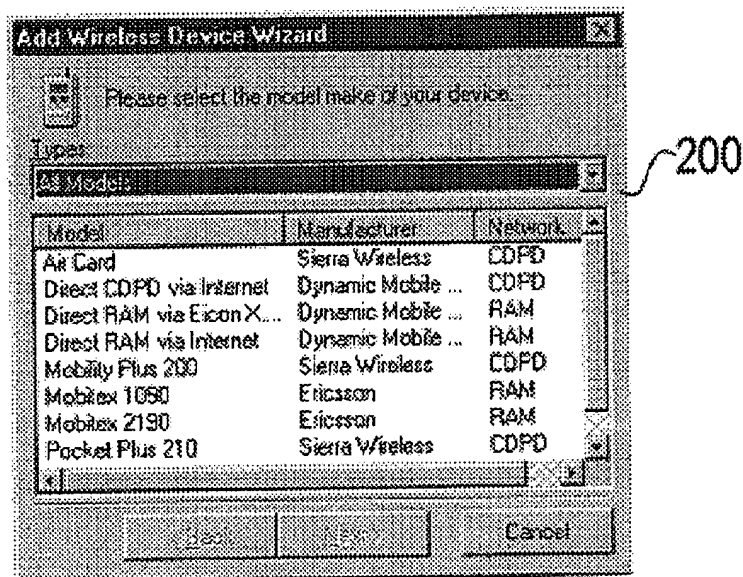 Add Wireless Device Wizard
Please select the model make of your device.
Types
All Models
200
Model Manufacturer Network
Air Card Sierra Wireless CDPD
Direct CDPD via Internet Dynamic Mobile ... CDPD
Direct RAM via Eicon X.... Dynamic Mobile ... RAM
Direct RAM via Internet Dynamic Mobile ... RAM
Mobility Plus 200 Sierra Wireless CDPD
Mobitex 1090 Ericsson RAM
Mobitex 2190 Ericsson RAM
Pocket Plus 210 Sierra Wireless CDPD
Cancel